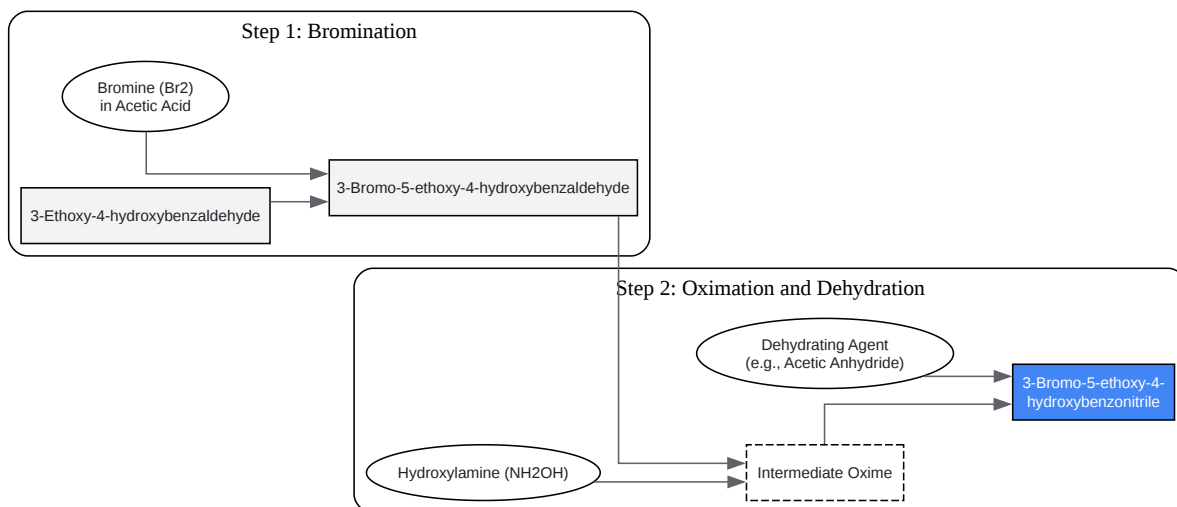 Step 1: Bromination
Bromine (Br2)
in Acetic Acid
3-Bromo-5-ethoxy-4-hydroxybenzaldehyde
3-Ethoxy-4-hydroxybenzaldehyde
Step 2: Oximation and Dehydration
Dehydrating Agent
(e.g., Acetic Anhydride)
3-Bromo-5-ethoxy-4-
hydroxybenzonitrile
Hydroxylamine (NH2OH)
Intermediate Oxime